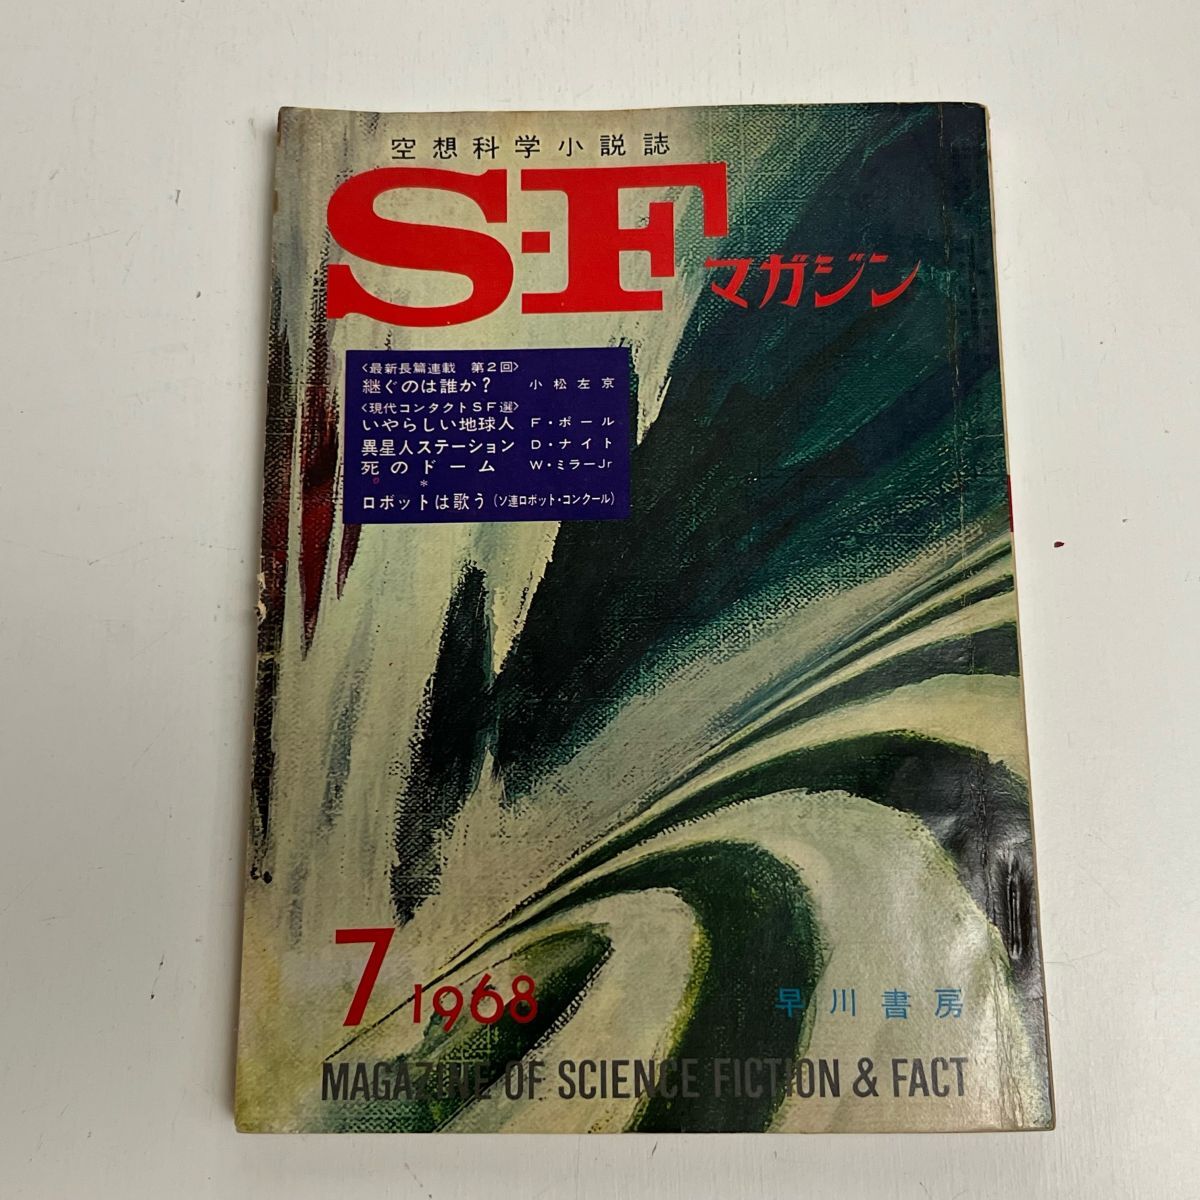 空想科学小説誌
S-Fマガジン
〈最新長篇連載 第2回〉
継ぐのは誰か? 小松左京
〈現代コンタクトSF選〉
いやらしい地球人 F・ポール
異星人ステーション D・ナイト
死のドーム W・ミラーJr
*
ロボットは歌う(ソ連ロボット・コンクール)
7 1968
早川書房
MAGAZINE OF SCIENCE FICTION & FACT